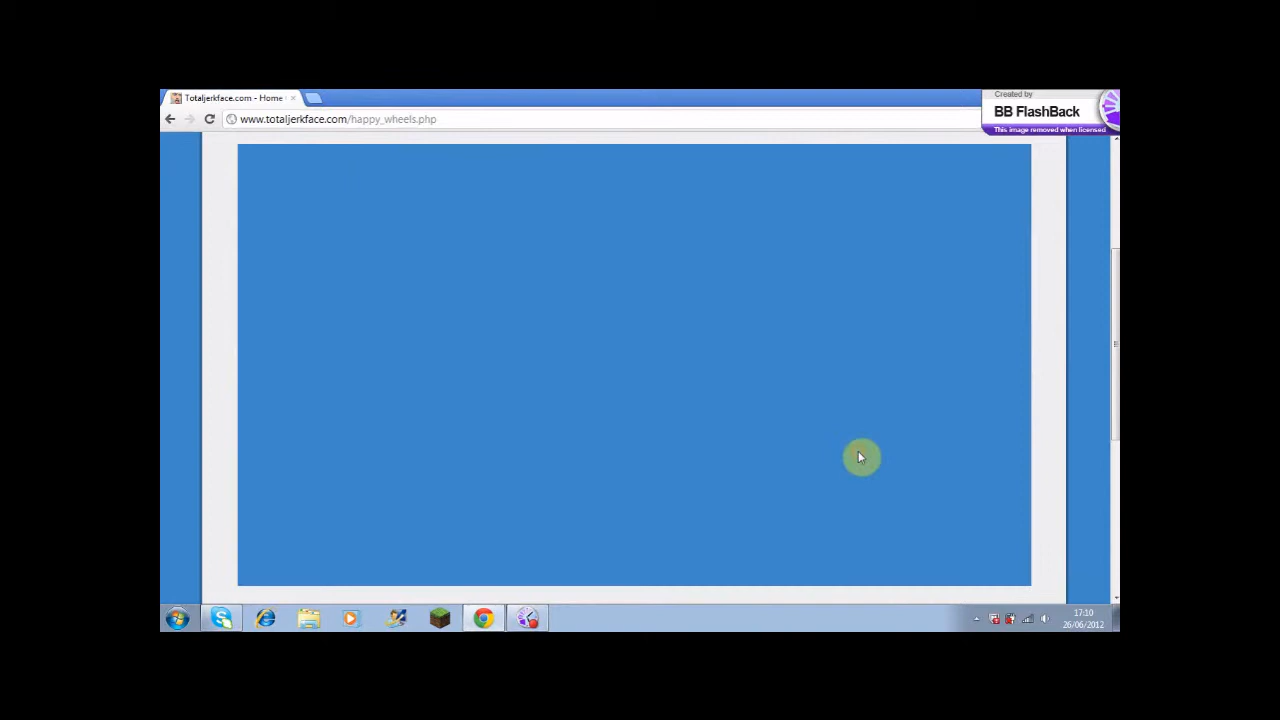 Totaljerkface.com - Home
www.totaljerkface.com/happy_wheels.php
Created by
BB FlashBack
This image removed when licensed
17:10
26/06/2012